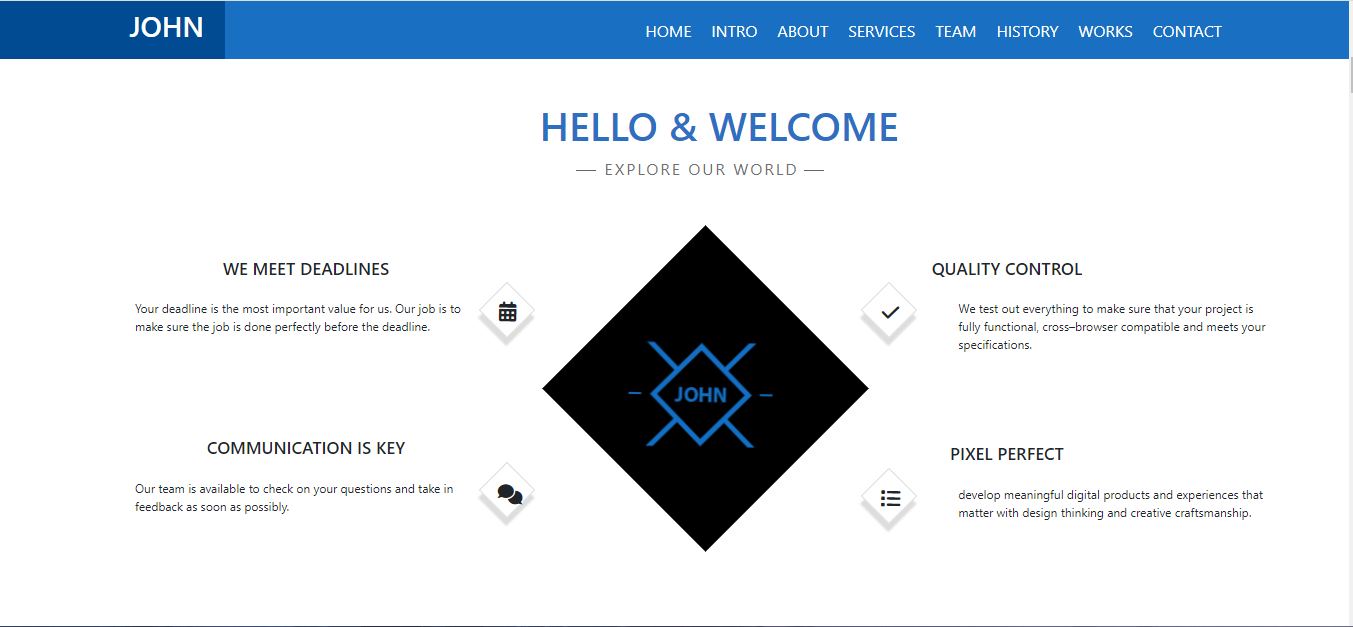 JOHN
HOME INTRO ABOUT SERVICES TEAM HISTORY WORKS CONTACT
HELLO & WELCOME
EXPLORE OUR WORLD
WE MEET DEADLINES
Your deadline is the most important value for us. Our job is to
make sure the job is done perfectly before the deadline.
COMMUNICATION IS KEY
Our team is available to check on your questions and take in
feedback as soon as possibly.
JOHN
QUALITY CONTROL
We test out everything to make sure that your project is
fully functional, cross–browser compatible and meets your
specifications.
PIXEL PERFECT
develop meaningful digital products and experiences that
matter with design thinking and creative craftsmanship.